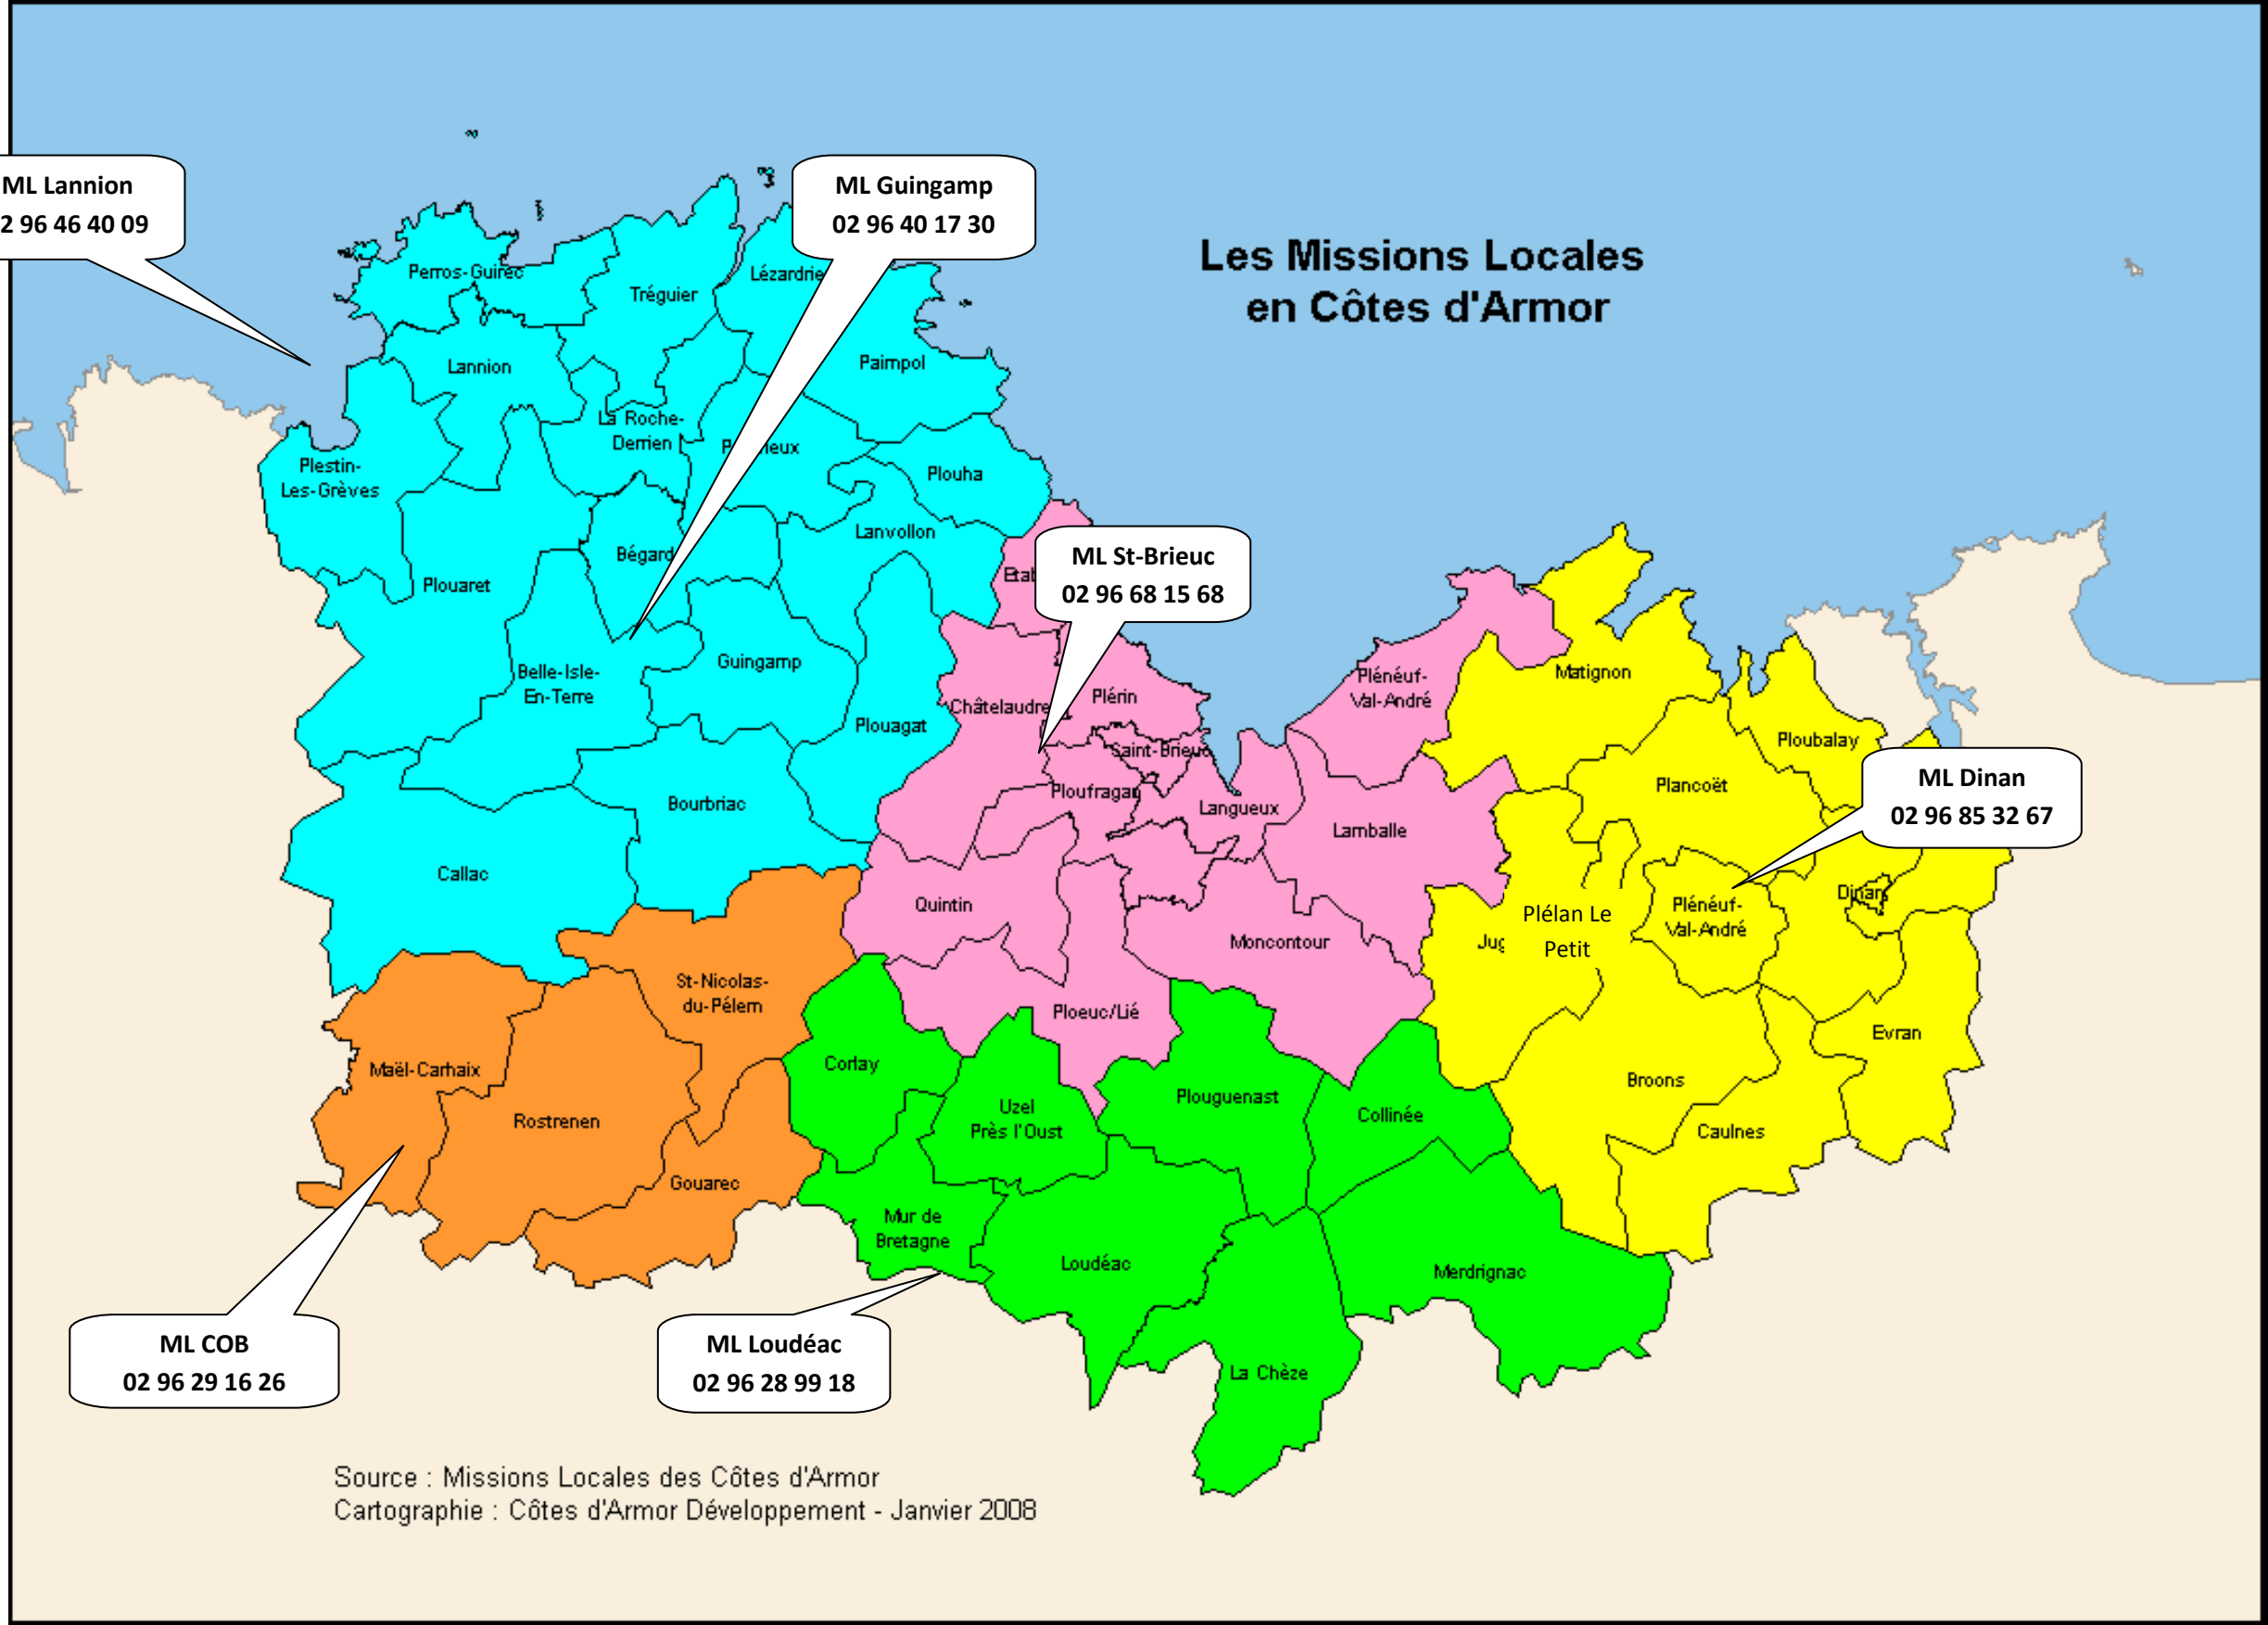 ML Lannion
2 96 46 40 09
ML Guingamp
02 96 40 17 30
Les Missions Locales
en Côtes d'Armor
Perros-Guirec
Tréguier
Lézardrie
Paimpol
Lannion
La Roche-
Derrien
P
rieux
Plouha
Plestin-
Les-Grèves
Lanvollon
Bégard
Plouaret
Etab
ML St-Brieuc
02 96 68 15 68
Guingamp
Belle-Isle-
En-Terre
Plouagat
Châtelaudre
Plérin
Saint-Brieuc
Pléneuf-
Val-André
Matignon
Ploubalay
Plancoët
ML Dinan
02 96 85 32 67
Bourbriac
Ploufragan
Langueux
Lamballe
Callac
Quintin
Moncontour
Jug
Plélan Le
Petit
Pléneuf-
Val-André
Dinan
St-Nicolas-
du-Pélem
Ploeuc/Lié
Evran
Maël-Carhaix
Corlay
Broons
Rostrenen
Uzel
Près l'Oust
Plouguenast
Collinée
Caulnes
Gouarec
Mur de
Bretagne
Loudéac
Merdrignac
ML COB
02 96 29 16 26
ML Loudéac
02 96 28 99 18
La Chèze
Source : Missions Locales des Côtes d'Armor
Cartographie : Côtes d'Armor Développement - Janvier 2008